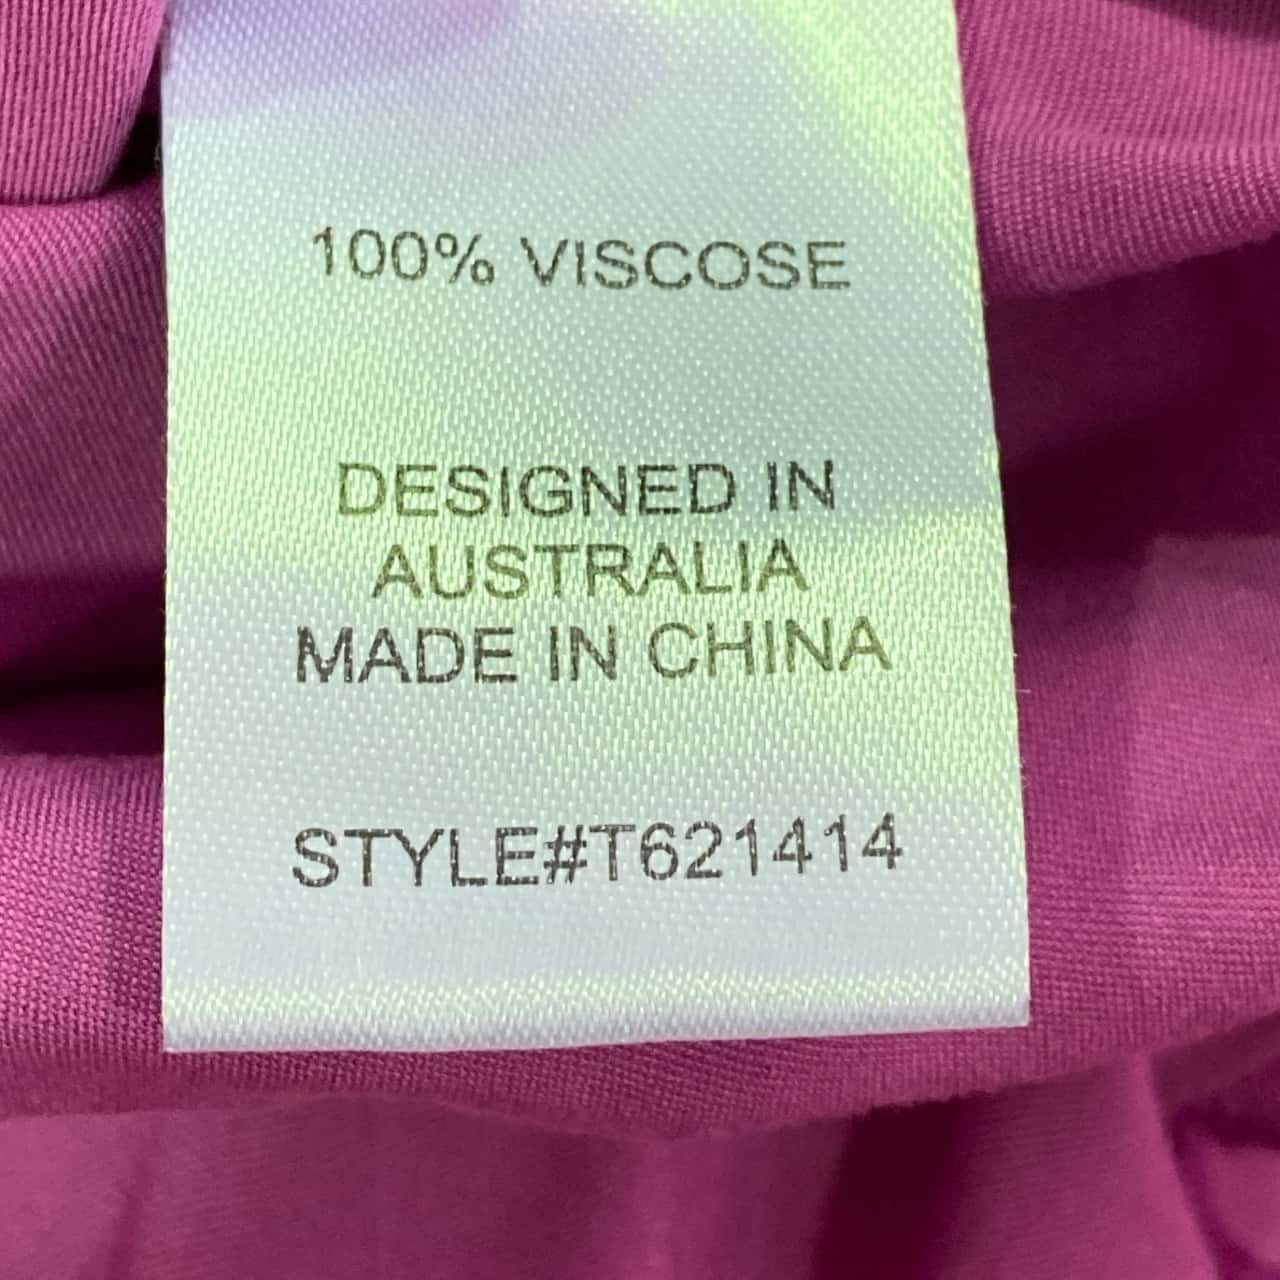 100% VISCOSE
DESIGNED IN
AUSTRALIA
MADE IN CHINA
STYLE#T621414